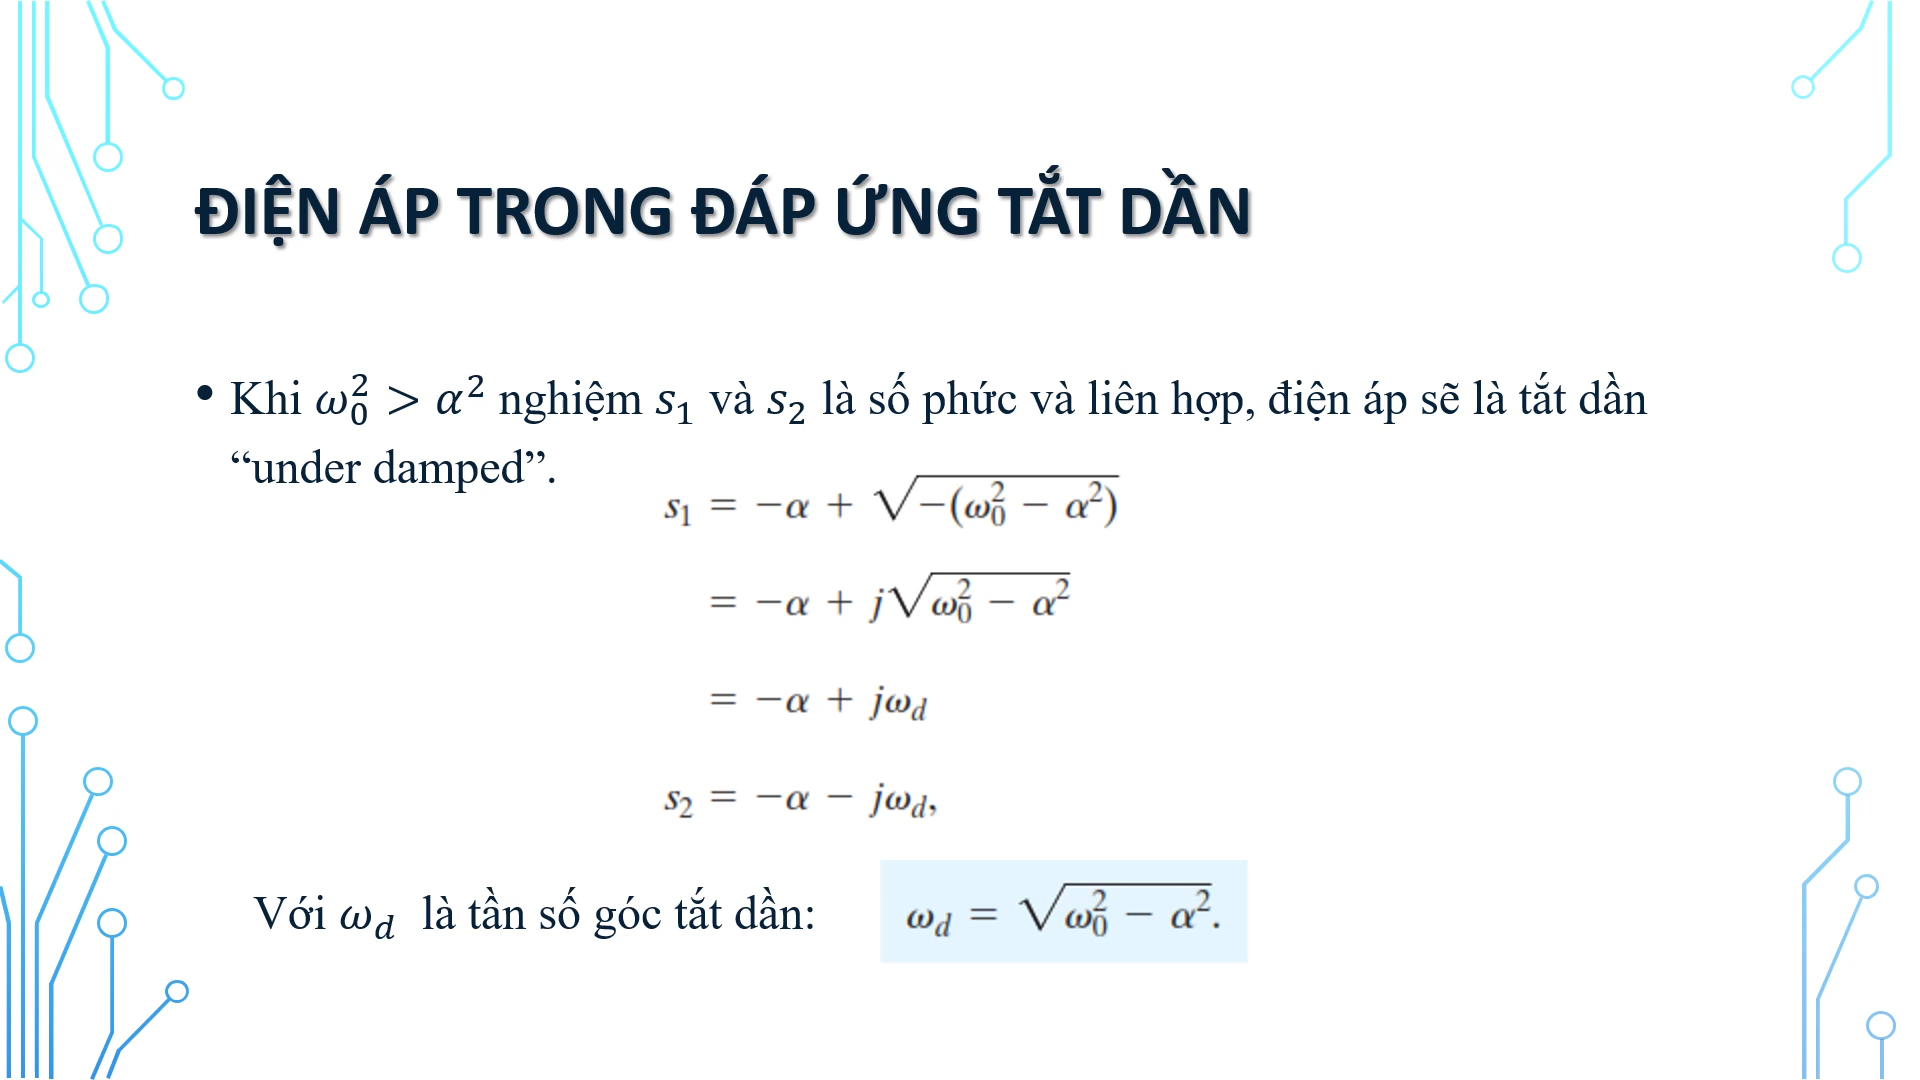 ĐIỆN ÁP TRONG ĐÁP ỨNG TẮT DẦN
• Khi ω₀² > α² nghiệm s₁ và s₂ là số phức và liên hợp, điện áp sẽ là tắt dần
“under damped”.
s₁ = −α + √(−(ω₀² − α²))
= −α + j√(ω₀² − α²)
= −α + jω_d
s₂ = −α − jω_d,
Với ω_d là tần số góc tắt dần: ω_d = √(ω₀² − α²).